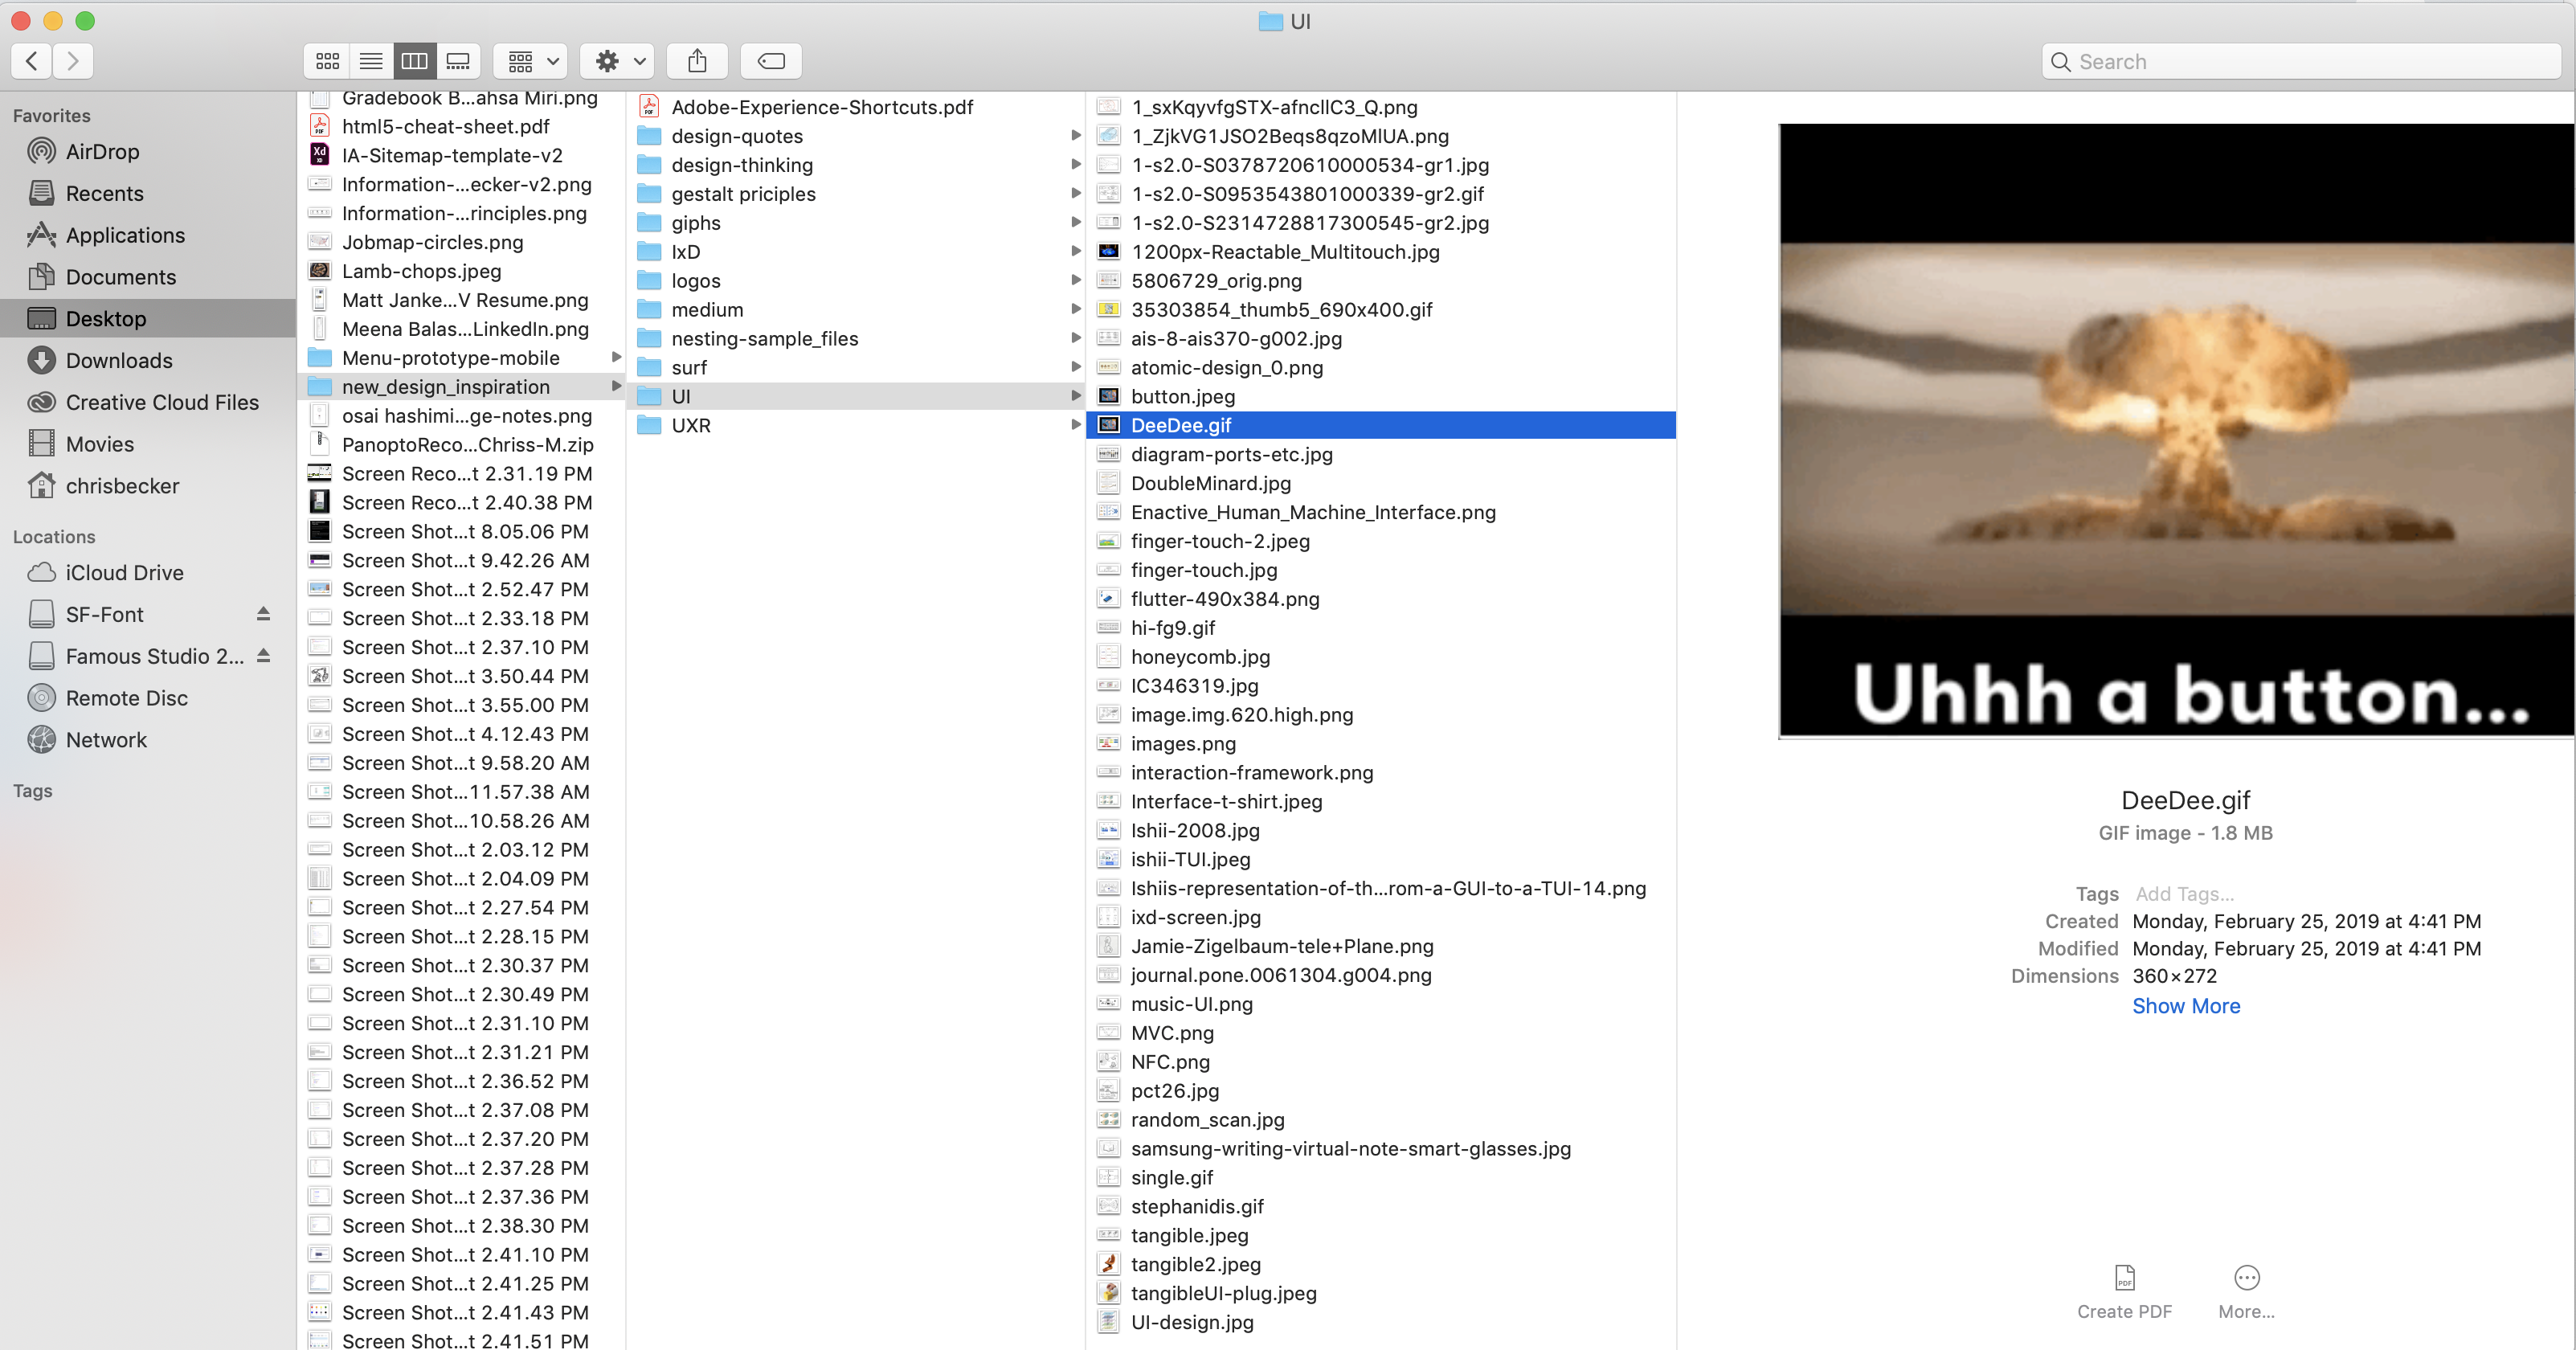 UI
Search
Favorites
AirDrop
Recents
Applications
Documents
Desktop
Downloads
Creative Cloud Files
Movies
chrisbecker
Locations
iCloud Drive
SF-Font
Famous Studio 2...
Remote Disc
Network
Tags
Gradebook B...ahsa Miri.png
html5-cheat-sheet.pdf
IA-Sitemap-template-v2
Information-...ecker-v2.png
Information-...rinciples.png
Jobmap-circles.png
Lamb-chops.jpeg
Matt Janke...V Resume.png
Meena Balas...LinkedIn.png
Menu-prototype-mobile
new_design_inspiration
osai hashimi...ge-notes.png
PanoptoReco...Chriss-M.zip
Screen Reco...t 2.31.19 PM
Screen Reco...t 2.40.38 PM
Screen Shot...t 8.05.06 PM
Screen Shot...t 9.42.26 AM
Screen Shot...t 2.52.47 PM
Screen Shot...t 2.33.18 PM
Screen Shot...t 2.37.10 PM
Screen Shot...t 3.50.44 PM
Screen Shot...t 3.55.00 PM
Screen Shot...t 4.12.43 PM
Screen Shot...t 9.58.20 AM
Screen Shot...11.57.38 AM
Screen Shot...10.58.26 AM
Screen Shot...t 2.03.12 PM
Screen Shot...t 2.04.09 PM
Screen Shot...t 2.27.54 PM
Screen Shot...t 2.28.15 PM
Screen Shot...t 2.30.37 PM
Screen Shot...t 2.30.49 PM
Screen Shot...t 2.31.10 PM
Screen Shot...t 2.31.21 PM
Screen Shot...t 2.36.52 PM
Screen Shot...t 2.37.08 PM
Screen Shot...t 2.37.20 PM
Screen Shot...t 2.37.28 PM
Screen Shot...t 2.37.36 PM
Screen Shot...t 2.38.30 PM
Screen Shot...t 2.41.10 PM
Screen Shot...t 2.41.25 PM
Screen Shot...t 2.41.43 PM
Screen Shot...t 2.41.51 PM
Adobe-Experience-Shortcuts.pdf
design-quotes
design-thinking
gestalt priciples
giphs
IxD
logos
medium
nesting-sample_files
surf
UI
UXR
1_sxKqyvfgSTX-afncllC3_Q.png
1_ZjkVG1JSO2Beqs8qzoMlUA.png
1-s2.0-S0378720610000534-gr1.jpg
1-s2.0-S0953543801000339-gr2.gif
1-s2.0-S2314728817300545-gr2.jpg
1200px-Reactable_Multitouch.jpg
5806729_orig.png
35303854_thumb5_690x400.gif
ais-8-ais370-g002.jpg
atomic-design_0.png
button.jpeg
DeeDee.gif
diagram-ports-etc.jpg
DoubleMinard.jpg
Enactive_Human_Machine_Interface.png
finger-touch-2.jpeg
finger-touch.jpg
flutter-490x384.png
hi-fg9.gif
honeycomb.jpg
IC346319.jpg
image.img.620.high.png
images.png
interaction-framework.png
Interface-t-shirt.jpeg
Ishii-2008.jpg
ishii-TUI.jpeg
Ishiis-representation-of-th...rom-a-GUI-to-a-TUI-14.png
ixd-screen.jpg
Jamie-Zigelbaum-tele+Plane.png
journal.pone.0061304.g004.png
music-UI.png
MVC.png
NFC.png
pct26.jpg
random_scan.jpg
samsung-writing-virtual-note-smart-glasses.jpg
single.gif
stephanidis.gif
tangible.jpeg
tangible2.jpeg
tangibleUI-plug.jpeg
UI-design.jpg
Uhhh a button...
DeeDee.gif
GIF image - 1.8 MB
Tags Add Tags...
Created Monday, February 25, 2019 at 4:41 PM
Modified Monday, February 25, 2019 at 4:41 PM
Dimensions 360×272
Show More
Create PDF
More...